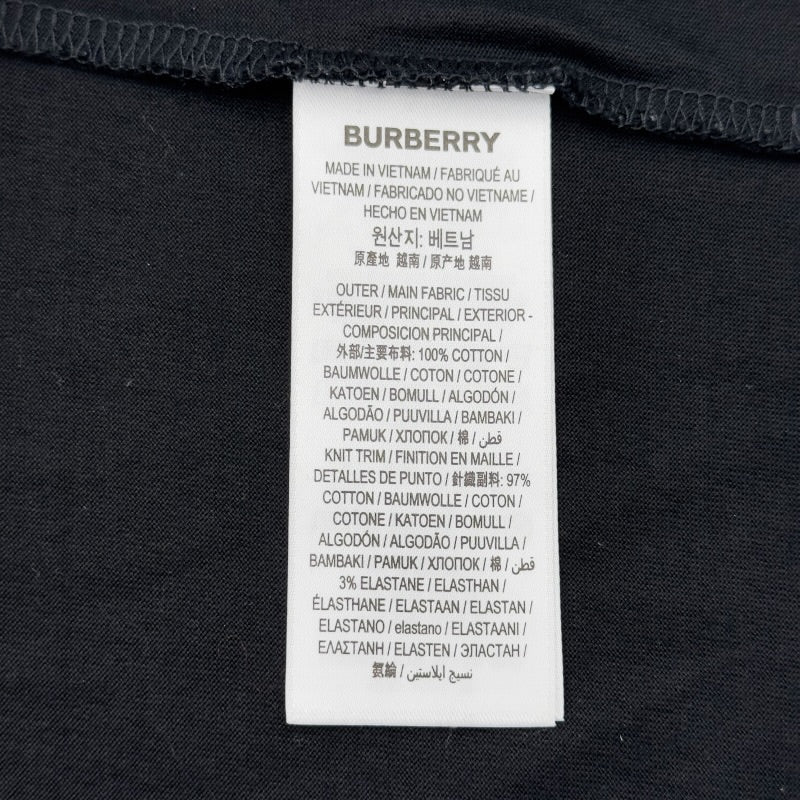 BURBERRY
MADE IN VIETNAM / FABRIQUÉ AU
VIETNAM / FABRICADO NO VIETNAME /
HECHO EN VIETNAM
원산지: 베트남
原產地 越南 / 原产地 越南
OUTER / MAIN FABRIC / TISSU
EXTÉRIEUR / PRINCIPAL / EXTERIOR -
COMPOSICION PRINCIPAL /
外部/主要布料: 100% COTTON /
BAUMWOLLE / COTON / COTONE /
KATOEN / BOMULL / ALGODÓN /
ALGODÃO / PUUVILLA / BAMBAKI /
PAMUK / ХЛОПОК / 棉 / قطن
KNIT TRIM / FINITION EN MAILLE /
DETALLES DE PUNTO / 針織副料: 97%
COTTON / BAUMWOLLE / COTON /
COTONE / KATOEN / BOMULL /
ALGODÓN / ALGODÃO / PUUVILLA /
BAMBAKI / PAMUK / ХЛОПОК / 棉 / قطن
3% ELASTANE / ELASTHAN /
ÉLASTHANE / ELASTAAN / ELASTAN /
ELASTANO / elastano / ELASTAANI /
ΕΛΑΣΤΑΝΗ / ELASTEN / ЭЛАСТАН /
氨綸 / نسيج ايلاستين